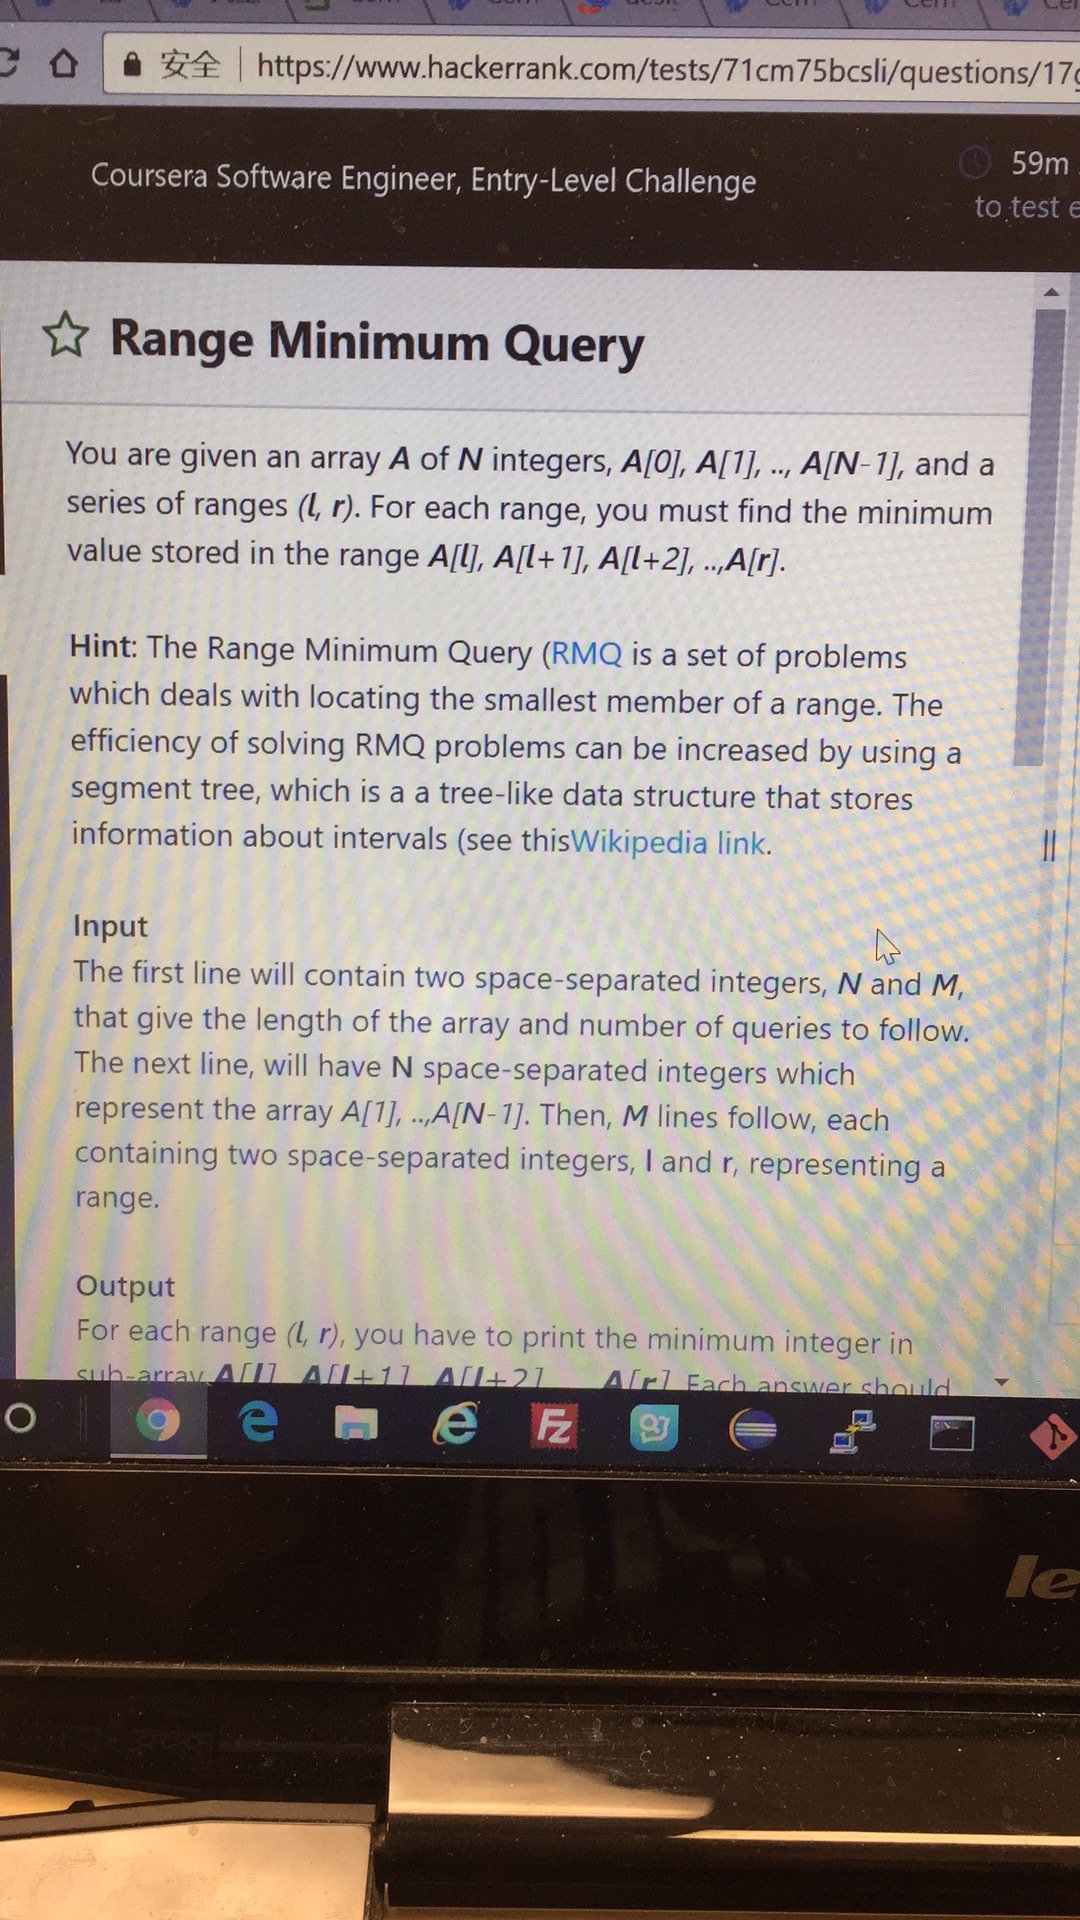 安全 https://www.hackerrank.com/tests/71cm75bcsli/questions/17
Coursera Software Engineer, Entry-Level Challenge
59m
to test e
Range Minimum Query
You are given an array A of N integers, A[0], A[1], .., A[N-1], and a
series of ranges (l, r). For each range, you must find the minimum
value stored in the range A[l], A[l+1], A[l+2], ..,A[r].
Hint: The Range Minimum Query (RMQ is a set of problems
which deals with locating the smallest member of a range. The
efficiency of solving RMQ problems can be increased by using a
segment tree, which is a a tree-like data structure that stores
information about intervals (see thisWikipedia link.
Input
The first line will contain two space-separated integers, N and M,
that give the length of the array and number of queries to follow.
The next line, will have N space-separated integers which
represent the array A[1], ..,A[N-1]. Then, M lines follow, each
containing two space-separated integers, l and r, representing a
range.
Output
For each range (l, r), you have to print the minimum integer in
sub-array A[l] A[l+1] A[l+2] A[r] Each answer should
Fz
le